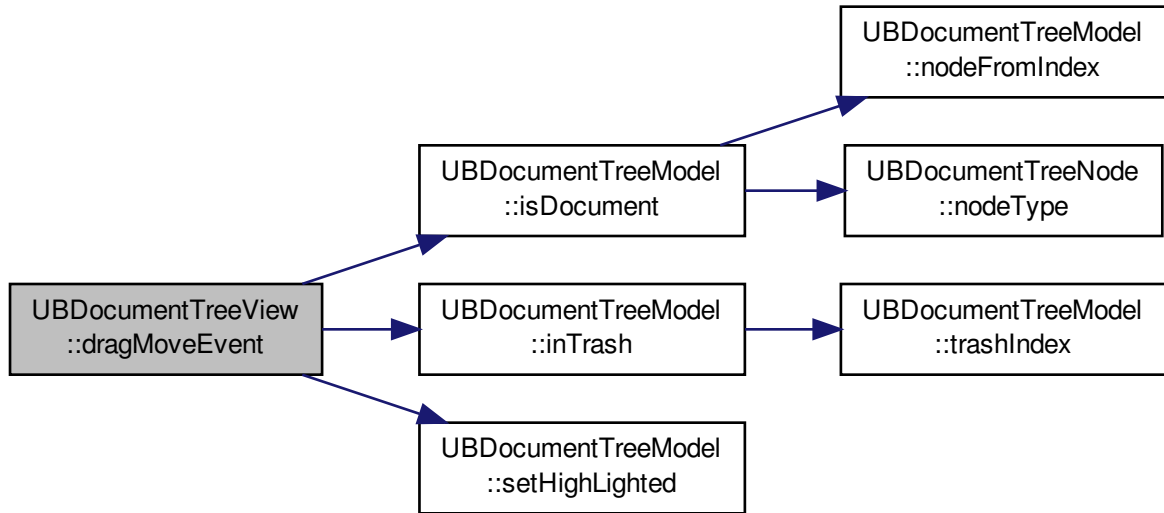 UBDocumentTreeView
::dragMoveEvent
UBDocumentTreeModel
::isDocument
UBDocumentTreeModel
::nodeFromIndex
UBDocumentTreeNode
::nodeType
UBDocumentTreeModel
::inTrash
UBDocumentTreeModel
::trashIndex
UBDocumentTreeModel
::setHighLighted